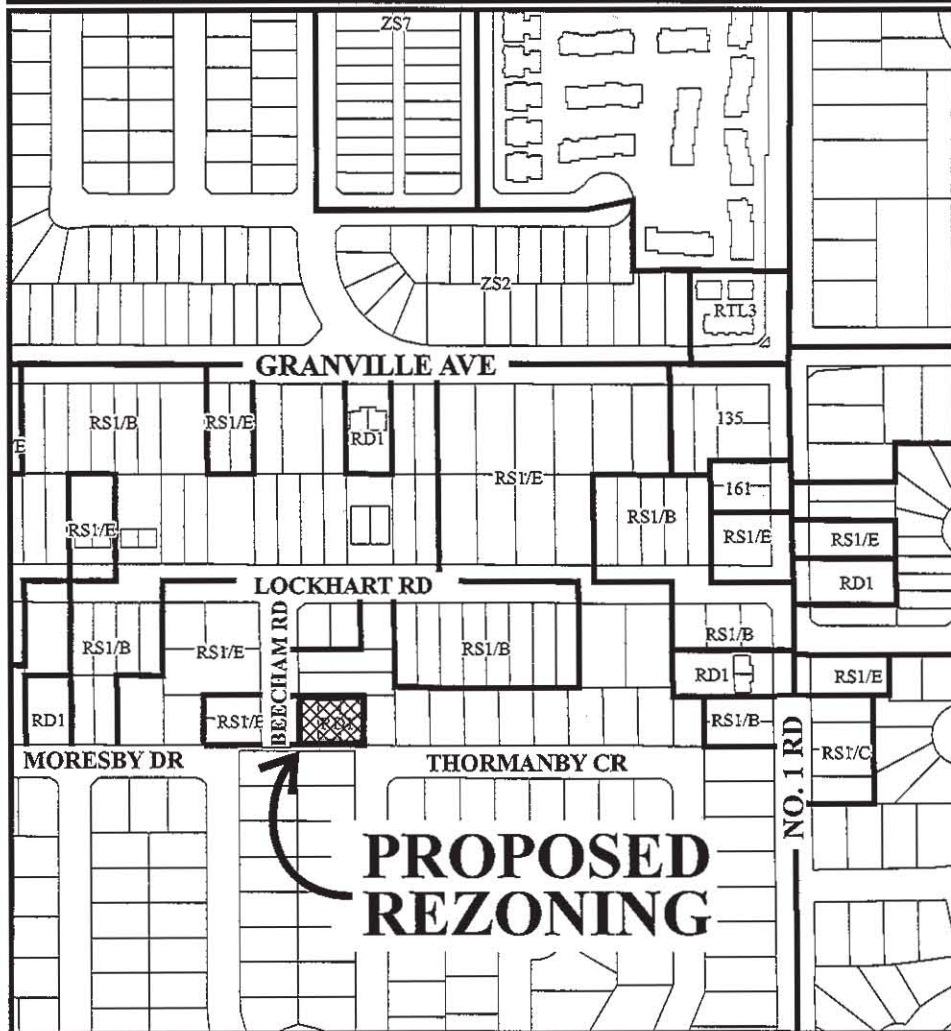 ZS7
ZS2
RTL3
GRANVILLE AVE
RS1/B
RS1/E
RD1
135
E
RS1/E
161
RS1/E
RS1/B
RS1/E
RS1/E
RD1
LOCKHART RD
BEECHAM RD
RS1/B
RS1/E
RS1/B
RS1/B
RD1
RS1/E
RD1
RS1/E
RD1
RS1/B
RS1/C
MORESBY DR
THORMANBY CR
NO. 1 RD
PROPOSED
REZONING